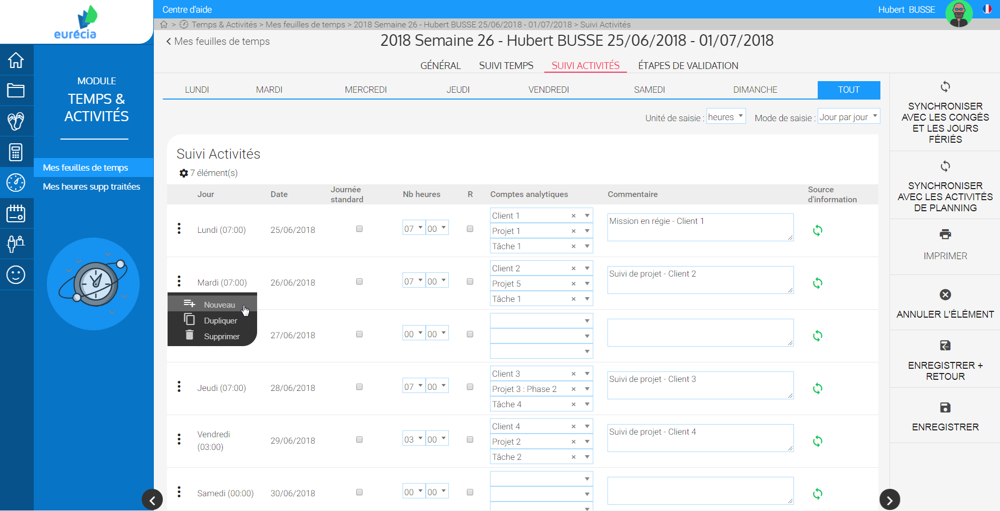 Centre d'aide
Hubert BUSSE
eurécia
> Temps & Activités > Mes feuilles de temps > 2018 Semaine 26 - Hubert BUSSE 25/06/2018 - 01/07/2018 > Suivi Activités
Mes feuilles de temps
2018 Semaine 26 - Hubert BUSSE 25/06/2018 - 01/07/2018
GÉNÉRAL SUIVI TEMPS SUIVI ACTIVITÉS ÉTAPES DE VALIDATION
MODULE
TEMPS &
ACTIVITÉS
Mes feuilles de temps
Mes heures supp traitées
LUNDI MARDI MERCREDI JEUDI VENDREDI SAMEDI DIMANCHE TOUT
Unité de saisie : heures Mode de saisie : Jour par jour
Suivi Activités
7 élément(s)
Jour Date Journée standard Nb heures R Comptes analytiques Commentaire Source d'information
Lundi (07:00) 25/06/2018 07 00
Client 1 ×
Projet 1 ×
Tâche 1 ×
Mission en régie - Client 1
Mardi (07:00) 26/06/2018 07 00
Client 2 ×
Projet 5 ×
Tâche 1 ×
Suivi de projet - Client 2
Nouveau
Dupliquer
Supprimer
27/06/2018 00 00
Jeudi (07:00) 28/06/2018 07 00
Client 3 ×
Projet 3 : Phase 2 ×
Tâche 4 ×
Suivi de projet - Client 3
Vendredi
(03:00)
29/06/2018 03 00
Client 4 ×
Projet 2 ×
Tâche 2 ×
Suivi de projet - Client 4
Samedi (00:00) 30/06/2018 00 00
SYNCHRONISER
AVEC LES CONGÉS
ET LES JOURS
FÉRIÉS
SYNCHRONISER
AVEC LES ACTIVITÉS
DE PLANNING
IMPRIMER
ANNULER L'ÉLÉMENT
ENREGISTRER +
RETOUR
ENREGISTRER